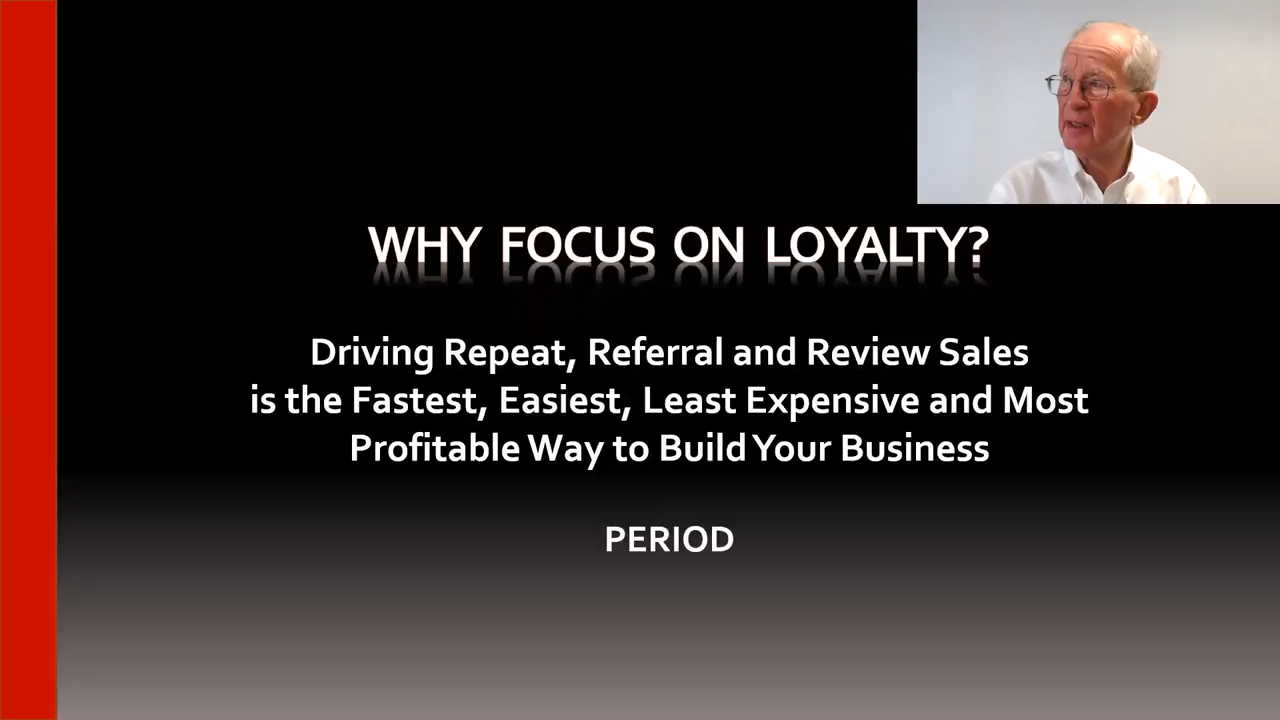 WHY FOCUS ON LOYALTY?
Driving Repeat, Referral and Review Sales
is the Fastest, Easiest, Least Expensive and Most
Profitable Way to Build Your Business
PERIOD